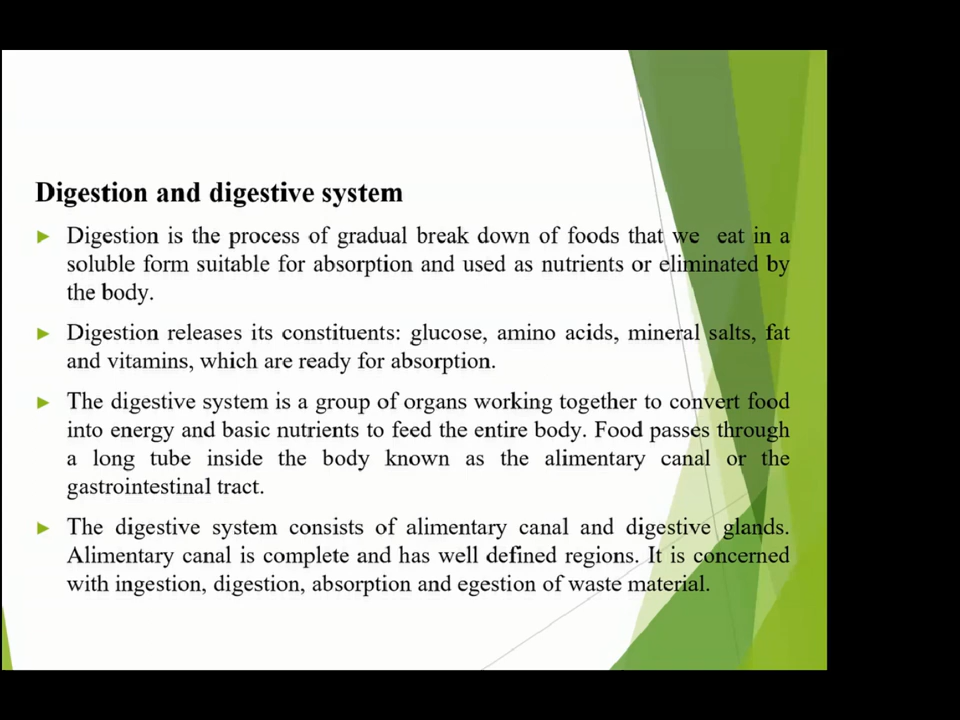 Digestion and digestive system
Digestion is the process of gradual break down of foods that we eat in a
soluble form suitable for absorption and used as nutrients or eliminated by
the body.
Digestion releases its constituents: glucose, amino acids, mineral salts, fat
and vitamins, which are ready for absorption.
The digestive system is a group of organs working together to convert food
into energy and basic nutrients to feed the entire body. Food passes through
a long tube inside the body known as the alimentary canal or the
gastrointestinal tract.
The digestive system consists of alimentary canal and digestive glands.
Alimentary canal is complete and has well defined regions. It is concerned
with ingestion, digestion, absorption and egestion of waste material.